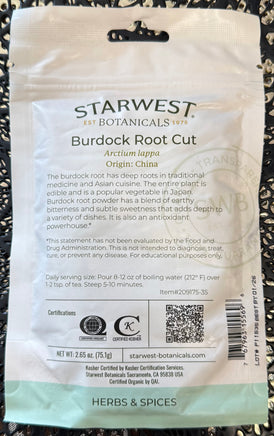 STARWEST
EST BOTANICALS 1975
Burdock Root Cut
Arctium lappa
Origin: China
The burdock root has deep roots in traditional
medicine and Asian cuisine. The entire plant is
edible and is a popular vegetable in Japan.
Burdock root powder has a blend of earthy
bitterness and subtle sweetness that adds depth to
a variety of dishes. It is also an antioxidant
powerhouse.*
*This statement has not been evaluated by the Food and
Drug Administration. This is not intended to diagnose, treat,
cure, or prevent any disease. For educational purposes only.
Daily serving size: Pour 8-12 oz of boiling water (212° F) over
1-2 tsp. of tea. Steep 5-10 minutes.
Item#209175-35
Certifications
CERTIFIED KOSHER
NET WT. 2.65 oz. (75.1g)
starwest-botanicals.com
Kosher Certified by Kosher Certification Services.
Starwest Botanicals Sacramento, CA 95838 USA
Certified Organic by QAI.
HERBS & SPICES